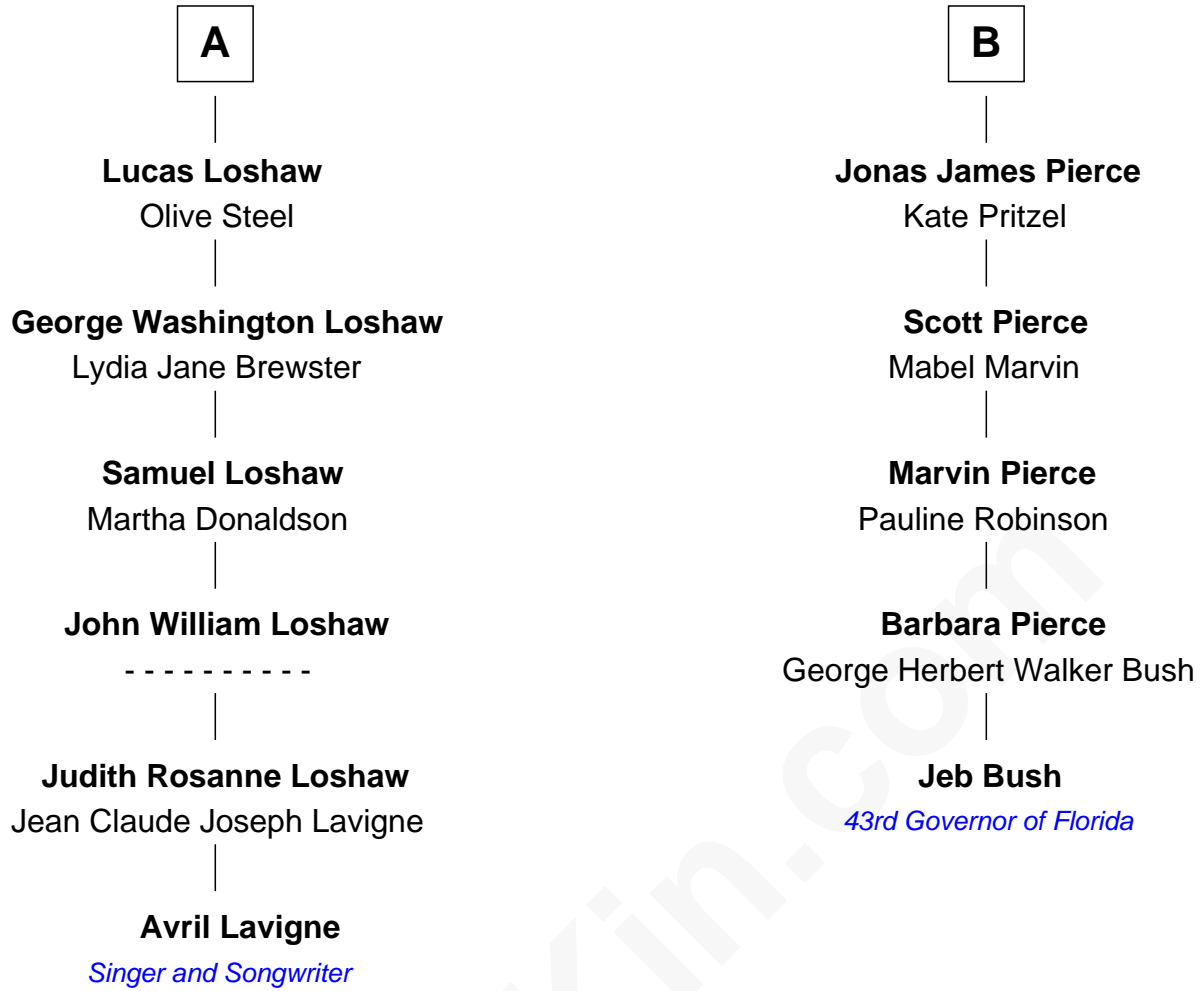 A
Lucas Loshaw
Olive Steel
George Washington Loshaw
Lydia Jane Brewster
Samuel Loshaw
Martha Donaldson
John William Loshaw
- - - - - - - - - -
Judith Rosanne Loshaw
Jean Claude Joseph Lavigne
Avril Lavigne
Singer and Songwriter
B
Jonas James Pierce
Kate Pritzel
Scott Pierce
Mabel Marvin
Marvin Pierce
Pauline Robinson
Barbara Pierce
George Herbert Walker Bush
Jeb Bush
43rd Governor of Florida